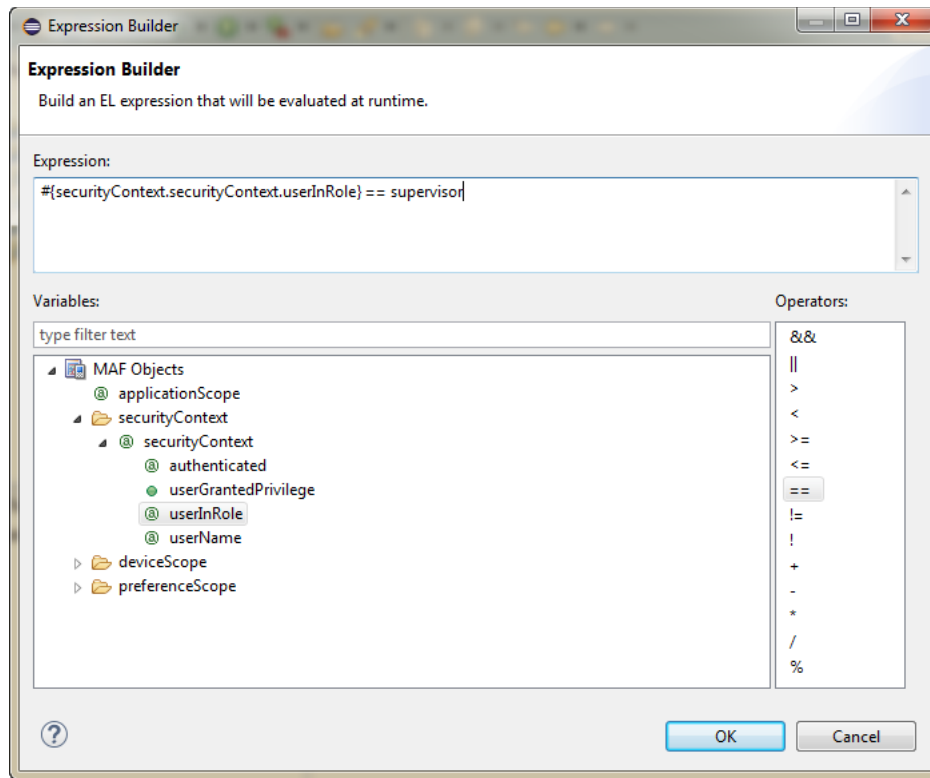 Expression Builder
Expression Builder
Build an EL expression that will be evaluated at runtime.
Expression:
#{securityContext.securityContext.userInRole} == supervisor
Variables:
Operators:
type filter text
MAF Objects
applicationScope
securityContext
securityContext
authenticated
userGrantedPrivilege
userInRole
userName
deviceScope
preferenceScope
&&
||
>
<
>=
<=
==
!=
!
+
-
*
/
%
OK
Cancel